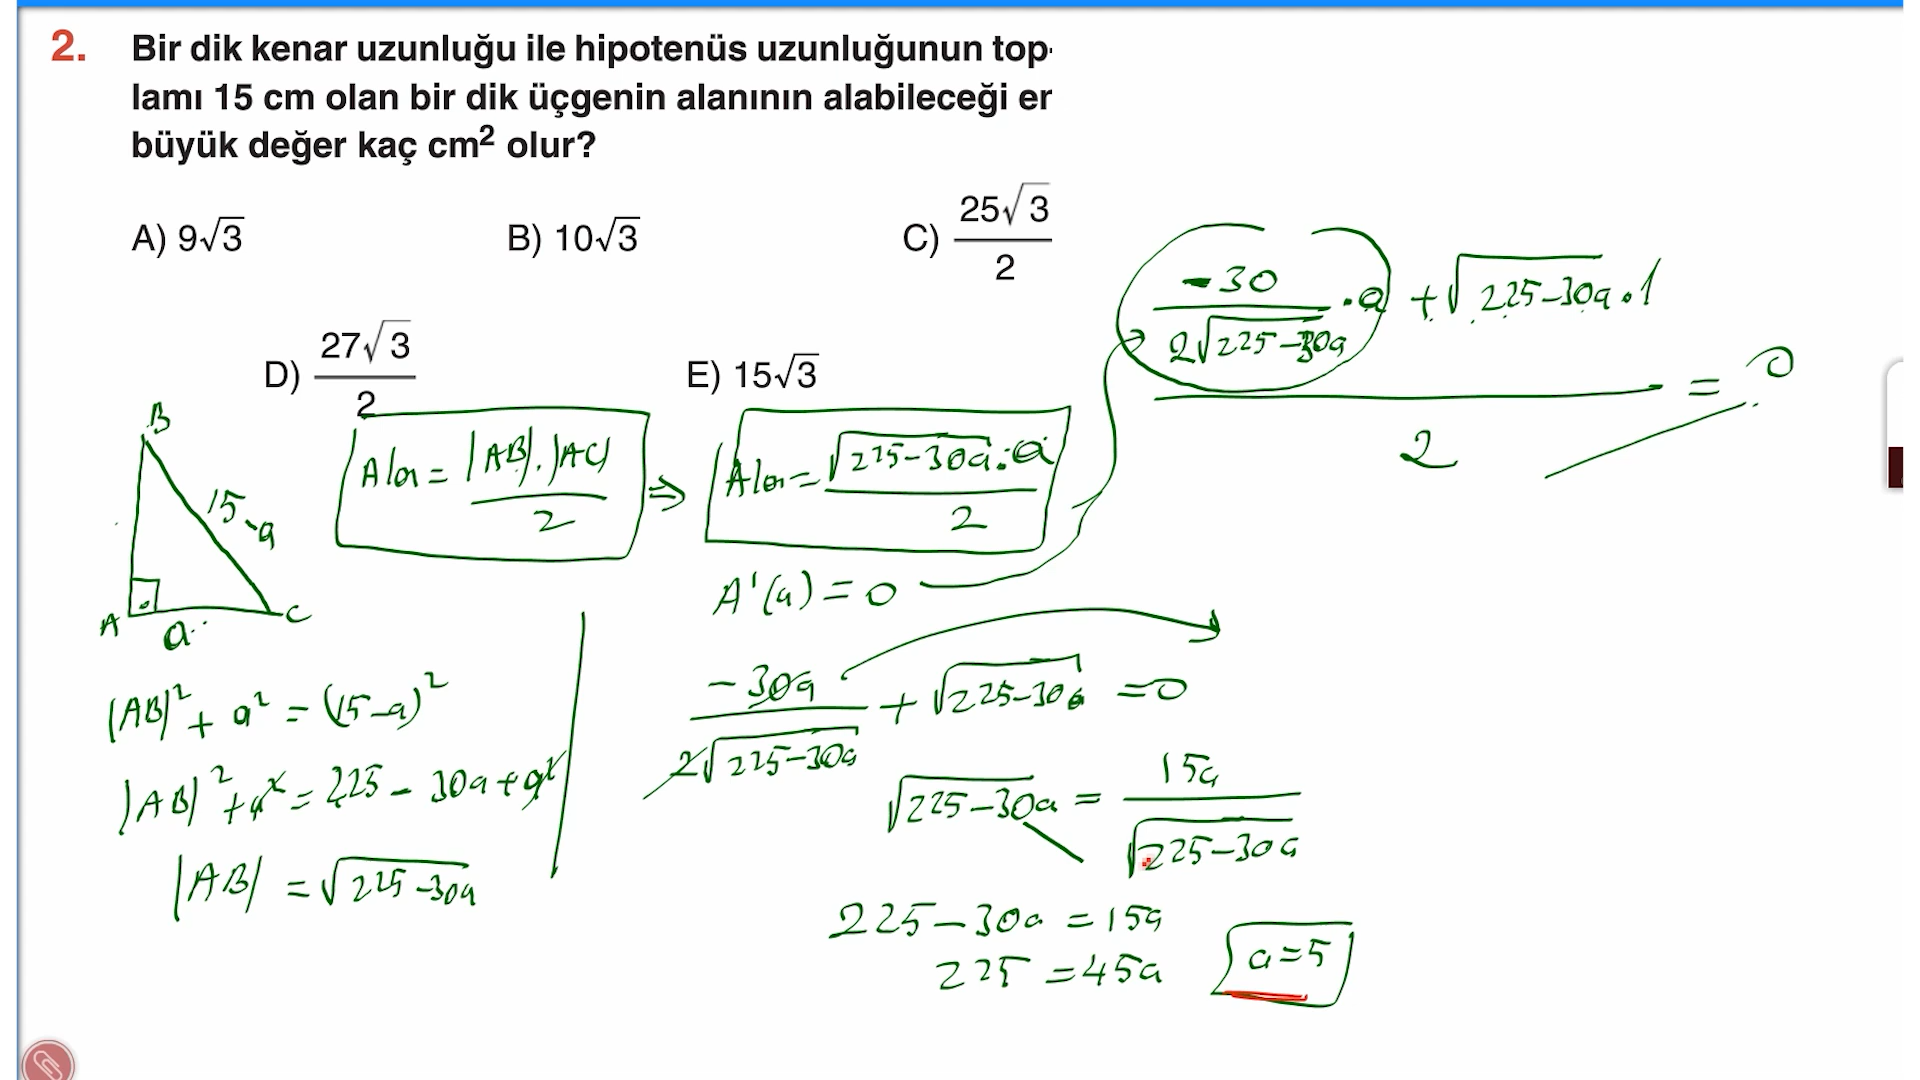 2. Bir dik kenar uzunluğu ile hipotenüs uzunluğunun top-
lamı 15 cm olan bir dik üçgenin alanının alabileceği er
büyük değer kaç cm² olur?
A) 9√3
B) 10√3
C) 25√3 / 2
D) 27√3 / 2
E) 15√3
B
15-a
A
a
C
Alan = |AB|.|AC| / 2
⇒
Alan = √225-30a . a / 2
-30 / 2√225-30a . a + √225-30a . 1
/ 2 = 0
A'(a) = 0
|AB|² + a² = (15-a)²
|AB|² + a² = 225 - 30a + a²
|AB| = √225-30a
-30a / 2√225-30a + √225-30a = 0
√225-30a = 15a / √225-30a
225-30a = 15a
225 = 45a
a=5